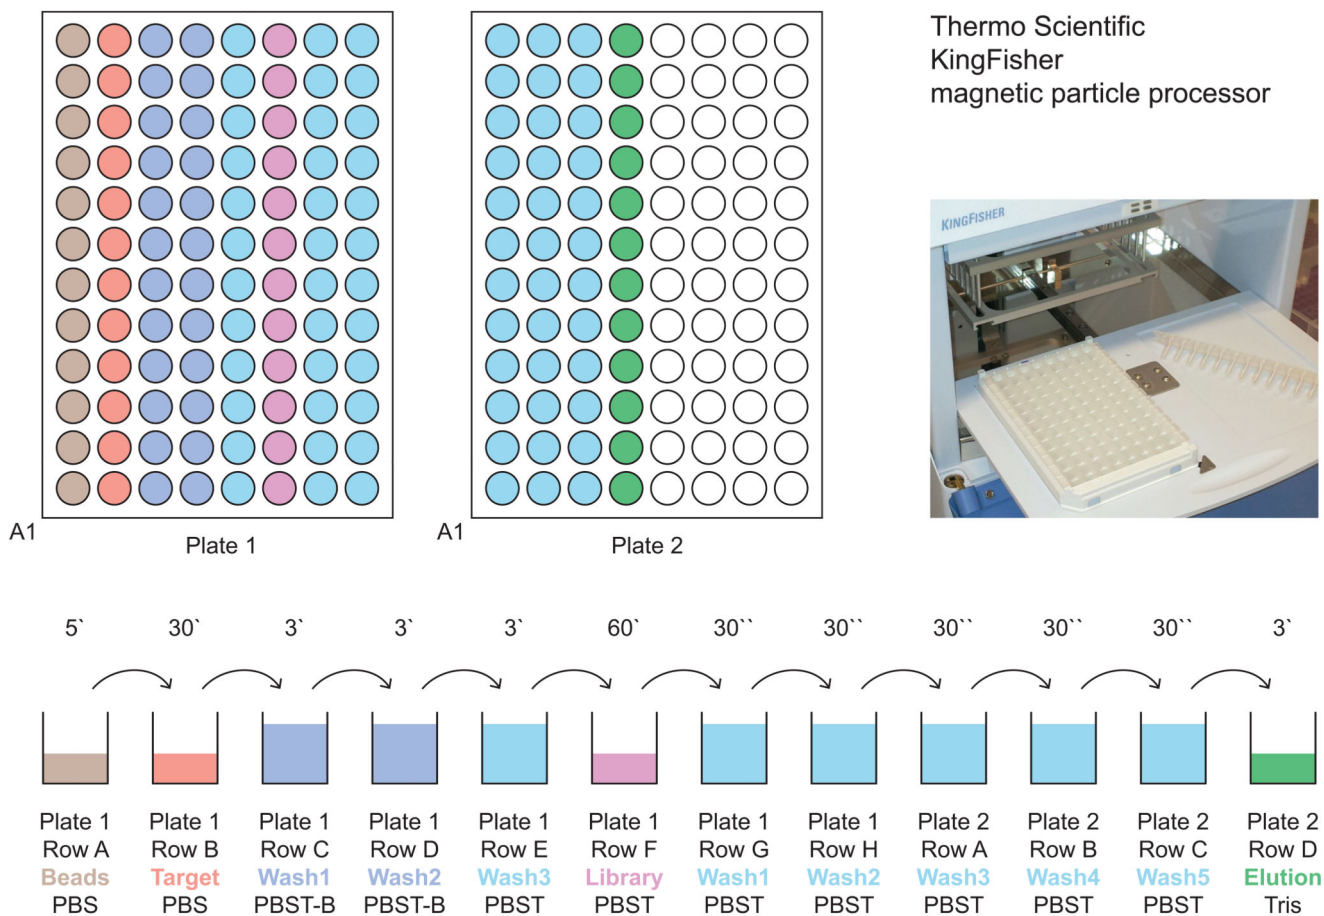 Thermo Scientific
KingFisher
magnetic particle processor
KINGFISHER
A1
Plate 1
A1
Plate 2
5` 30` 3` 3` 3` 60` 30`` 30`` 30`` 30`` 30`` 3`
Plate 1 Plate 1 Plate 1 Plate 1 Plate 1 Plate 1 Plate 1 Plate 1 Plate 2 Plate 2 Plate 2 Plate 2
Row A Row B Row C Row D Row E Row F Row G Row H Row A Row B Row C Row D
Beads Target Wash1 Wash2 Wash3 Library Wash1 Wash2 Wash3 Wash4 Wash5 Elution
PBS PBS PBST-B PBST-B PBST PBST PBST PBST PBST PBST PBST Tris